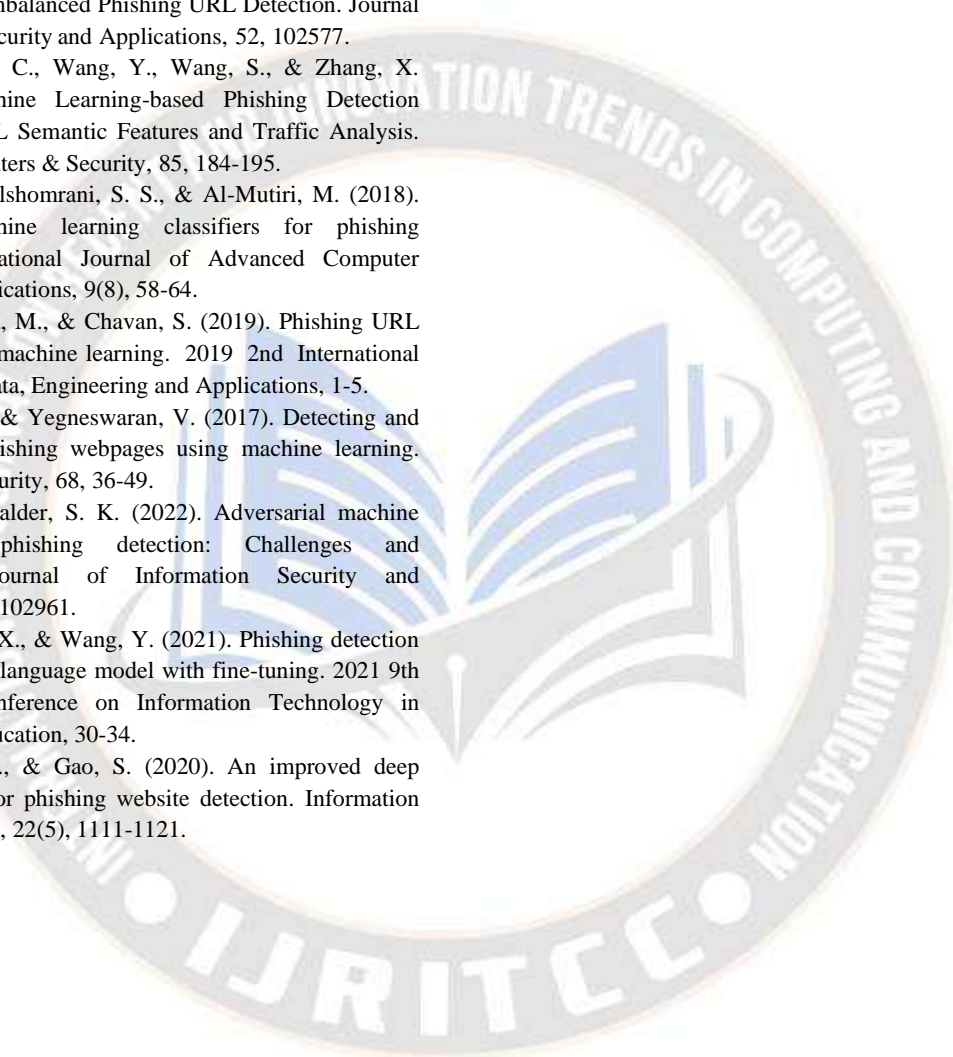 nbalanced Phishing URL Detection. Journal
ecurity and Applications, 52, 102577.
C., Wang, Y., Wang, S., & Zhang, X.
hine Learning-based Phishing Detection
L Semantic Features and Traffic Analysis.
uters & Security, 85, 184-195.
lshomrani, S. S., & Al-Mutiri, M. (2018).
hine learning classifiers for phishing
ational Journal of Advanced Computer
lications, 9(8), 58-64.
., M., & Chavan, S. (2019). Phishing URL
machine learning. 2019 2nd International
ata, Engineering and Applications, 1-5.
& Yegneswaran, V. (2017). Detecting and
ishing webpages using machine learning.
urity, 68, 36-49.
alder, S. K. (2022). Adversarial machine
phishing detection: Challenges and
ournal of Information Security and
102961.
X., & Wang, Y. (2021). Phishing detection
language model with fine-tuning. 2021 9th
nference on Information Technology in
ucation, 30-34.
., & Gao, S. (2020). An improved deep
or phishing website detection. Information
, 22(5), 1111-1121.
TRENDS IN COMPUTING AND COMMUNICATION
IJRITCC